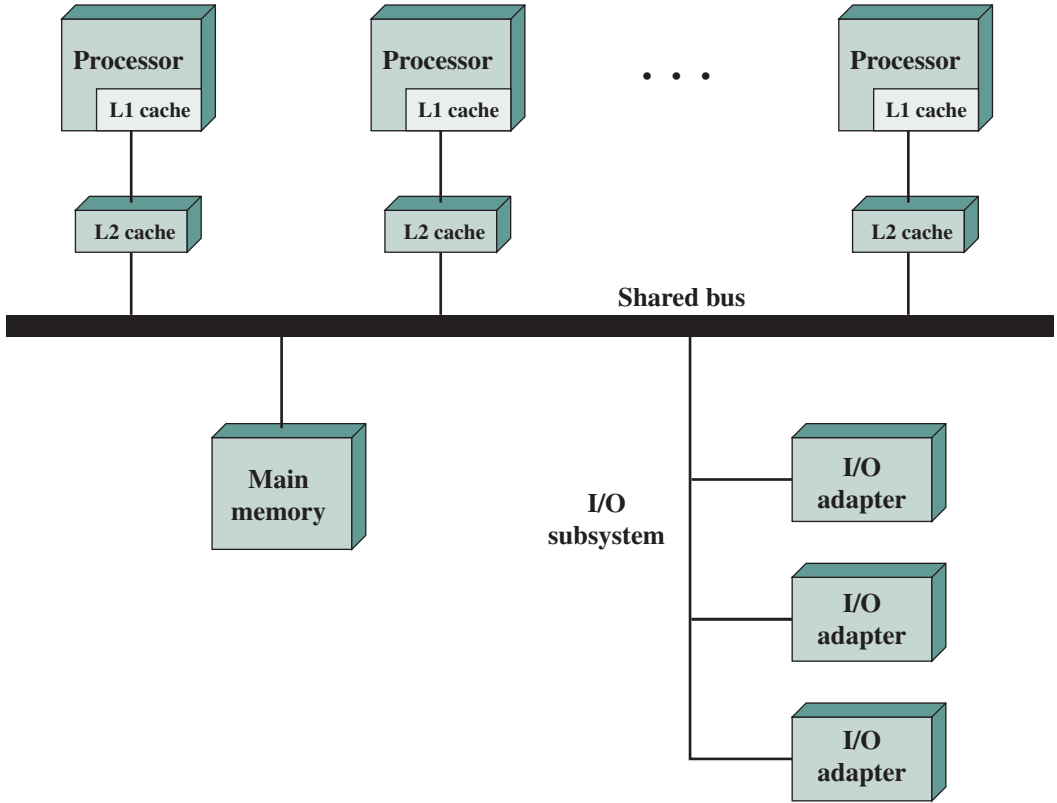 Processor
L1 cache
L2 cache
Processor
L1 cache
L2 cache
. . .
Processor
L1 cache
L2 cache
Shared bus
Main
memory
I/O
subsystem
I/O
adapter
I/O
adapter
I/O
adapter